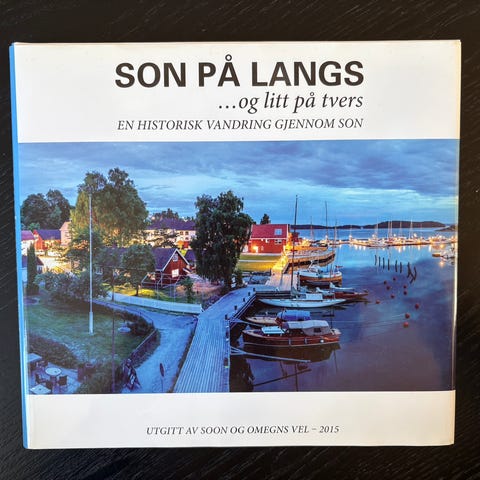 SON PÅ LANGS
...og litt på tvers
EN HISTORISK VANDRING GJENNOM SON
UTGITT AV SOON OG OMEGNS VEL – 2015